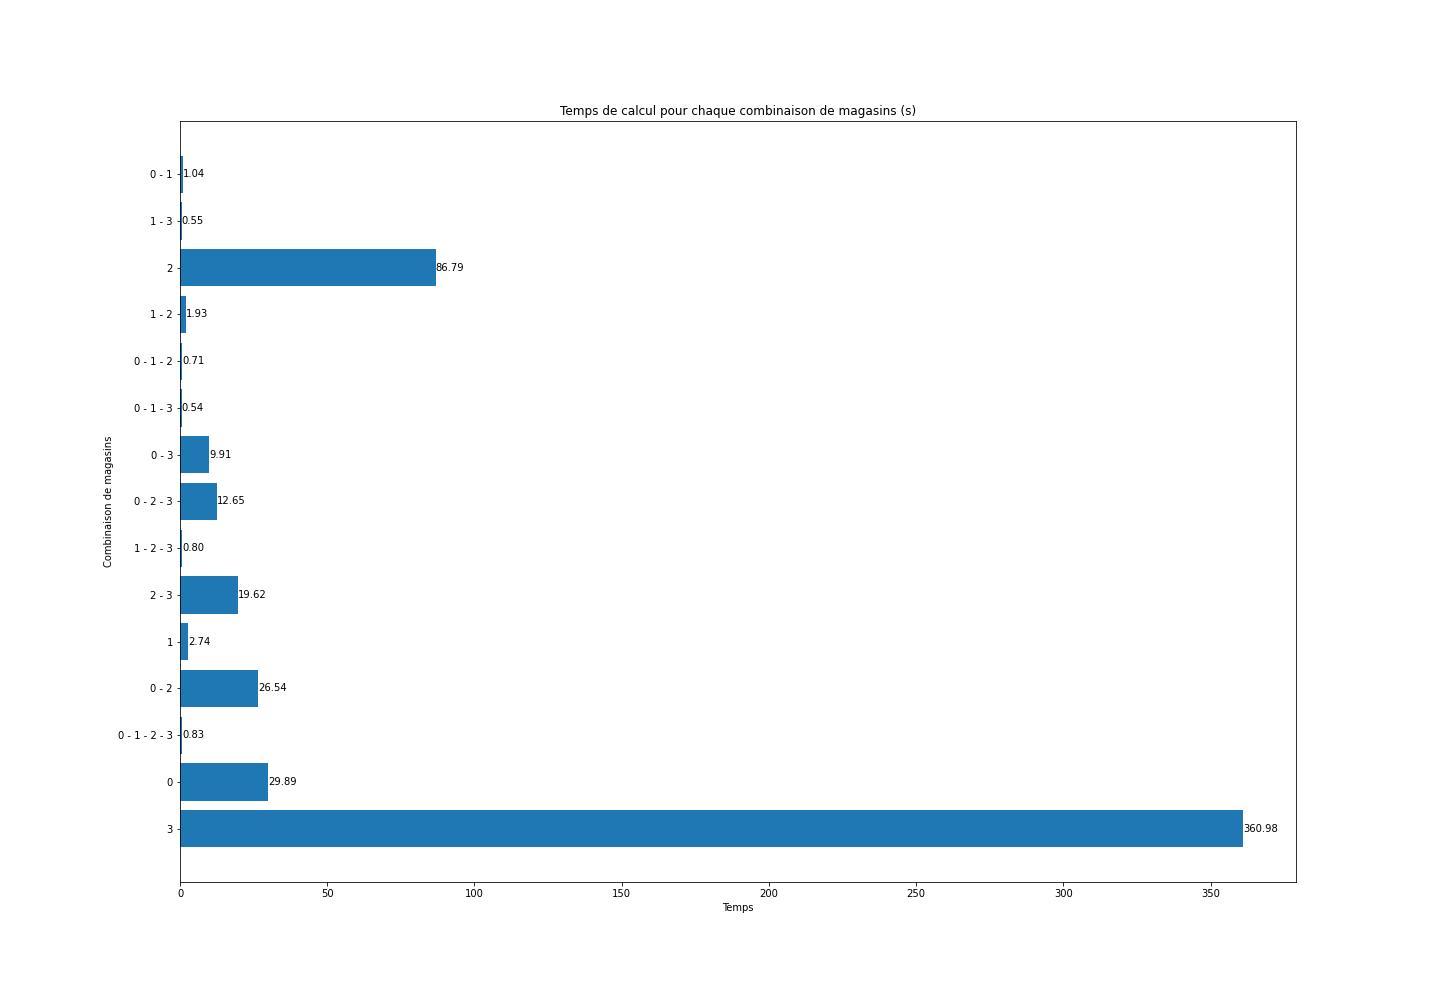 Temps de calcul pour chaque combinaison de magasins (s)
0 - 1 1.04
1 - 3 0.55
2 86.79
1 - 2 1.93
0 - 1 - 2 0.71
0 - 1 - 3 0.54
0 - 3 9.91
0 - 2 - 3 12.65
1 - 2 - 3 0.80
2 - 3 19.62
1 2.74
0 - 2 26.54
0 - 1 - 2 - 3 0.83
0 29.89
3 360.98
Combinaison de magasins
0 50 100 150 200 250 300 350
Temps